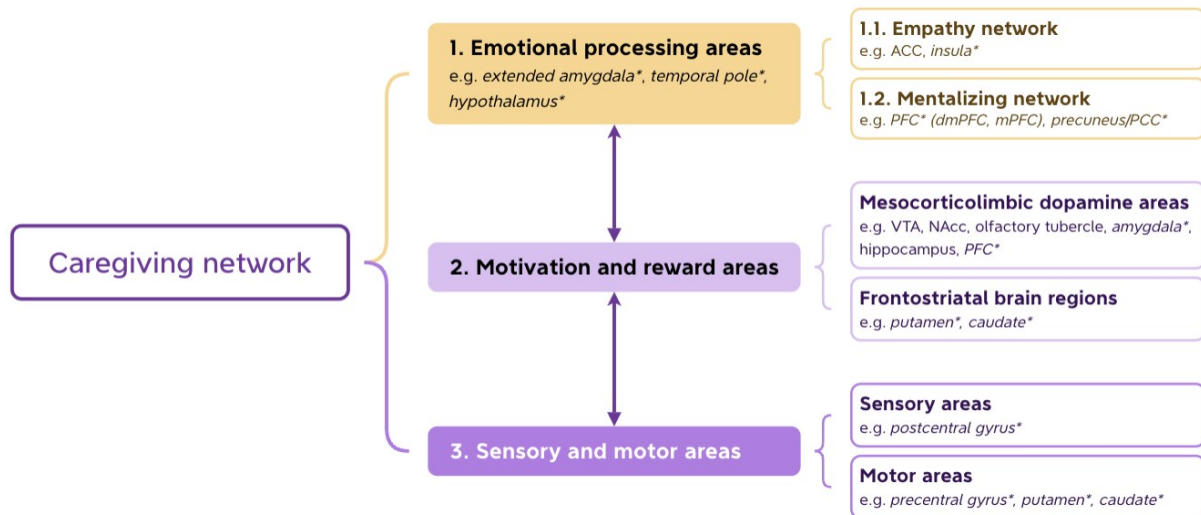 Caregiving network
1. Emotional processing areas
e.g. extended amygdala*, temporal pole*,
hypothalamus*
1.1. Empathy network
e.g. ACC, insula*
1.2. Mentalizing network
e.g. PFC* (dmPFC, mPFC), precuneus/PCC*
2. Motivation and reward areas
Mesocorticolimbic dopamine areas
e.g. VTA, NAcc, olfactory tubercle, amygdala*,
hippocampus, PFC*
Frontostriatal brain regions
e.g. putamen*, caudate*
3. Sensory and motor areas
Sensory areas
e.g. postcentral gyrus*
Motor areas
e.g. precentral gyrus*, putamen*, caudate*